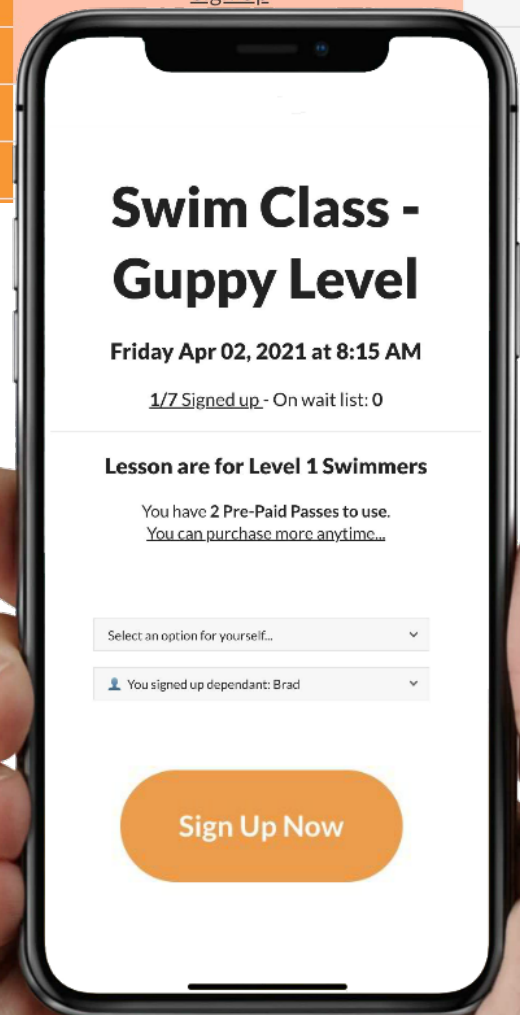 Swim Class -
Guppy Level
Friday Apr 02, 2021 at 8:15 AM
1/7 Signed up - On wait list: 0
Lesson are for Level 1 Swimmers
You have 2 Pre-Paid Passes to use.
You can purchase more anytime...
Select an option for yourself...
You signed up dependant: Brad
Sign Up Now